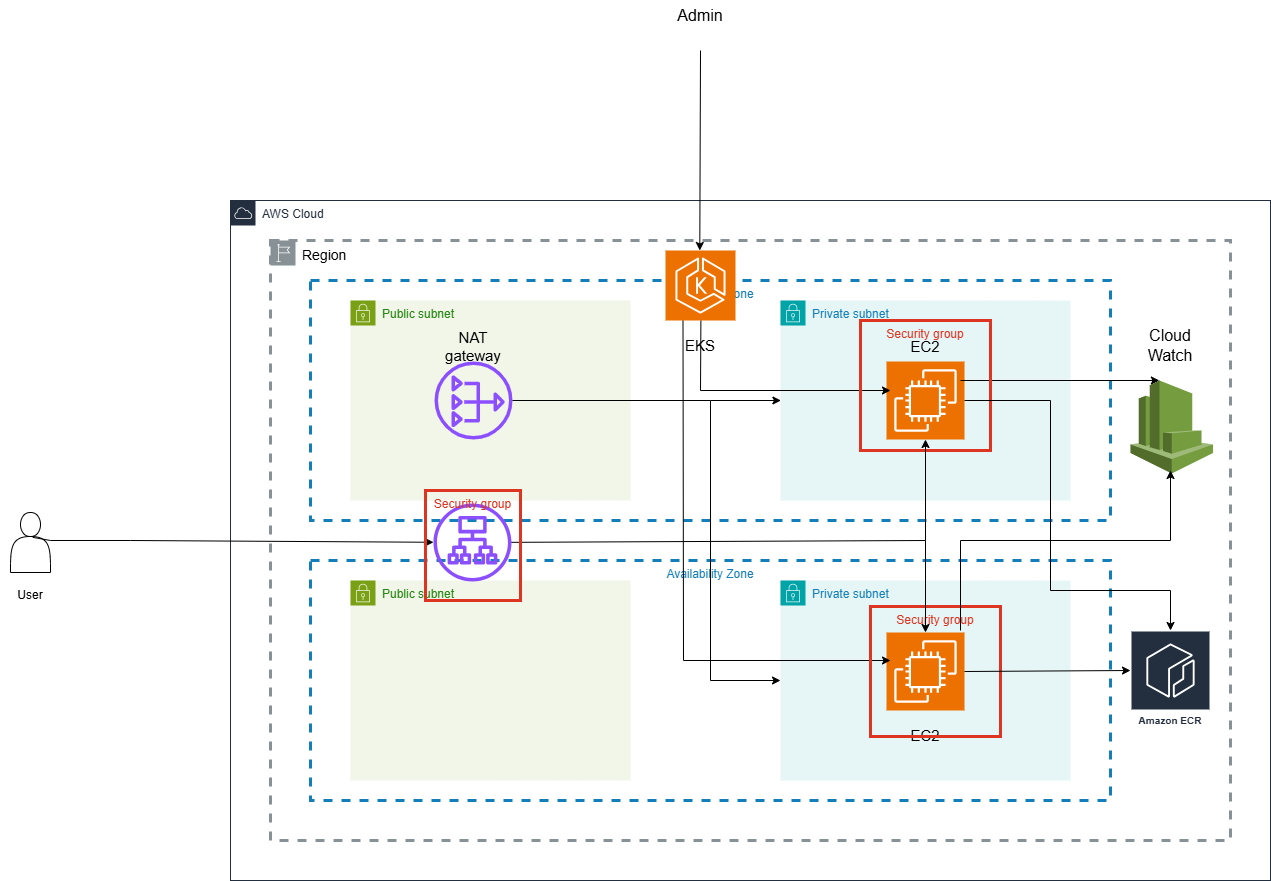 Admin
AWS Cloud
Region
one
Public subnet
Private subnet
Security group
EC2
NAT
gateway
EKS
Cloud
Watch
Security group
Availability Zone
Public subnet
Private subnet
User
Security group
EC2
Amazon ECR